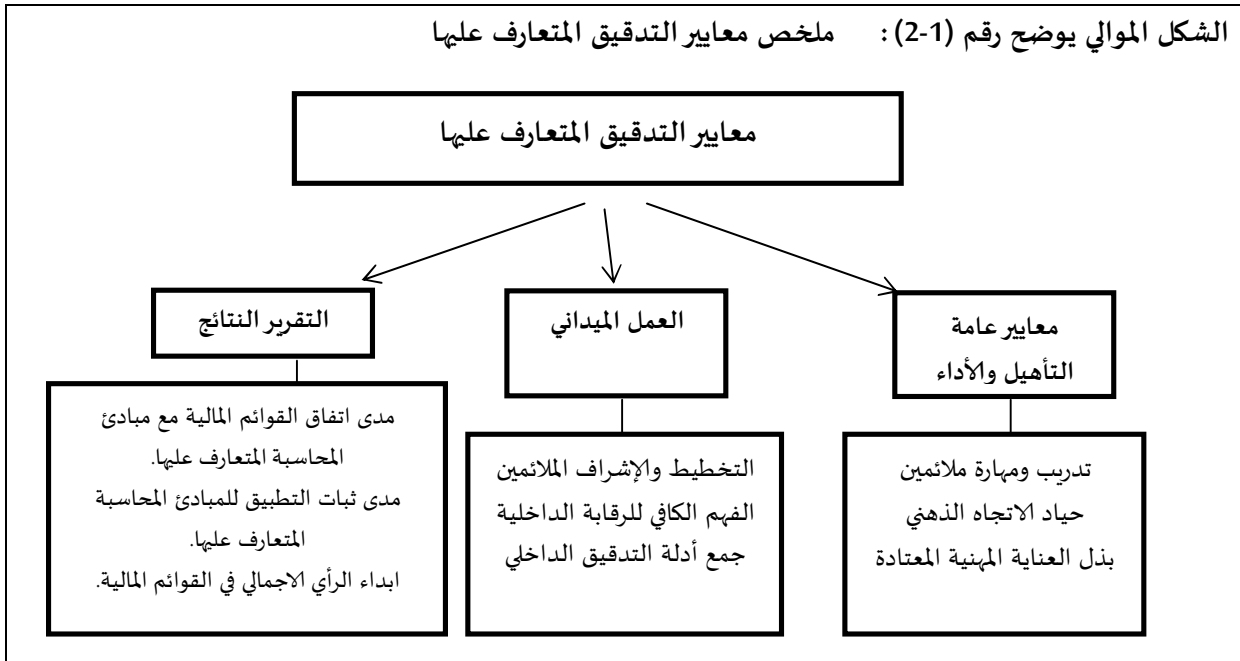 الشكل الموالي يوضح رقم (1-2): ملخص معايير التدقيق المتعارف عليها
معايير التدقيق المتعارف عليها
معايير عامة
التأهيل والأداء
العمل الميداني
التقرير النتائج
تدريب ومهارة ملائمين
حياد الاتجاه الذهني
بذل العناية المهنية المعتادة
التخطيط والإشراف الملائمين
الفهم الكافي للرقابة الداخلية
جمع أدلة التدقيق الداخلي
مدى اتفاق القوائم المالية مع مبادئ
المحاسبة المتعارف عليها.
مدى ثبات التطبيق للمبادئ المحاسبة
المتعارف عليها.
ابداء الرأي الاجمالي في القوائم المالية.